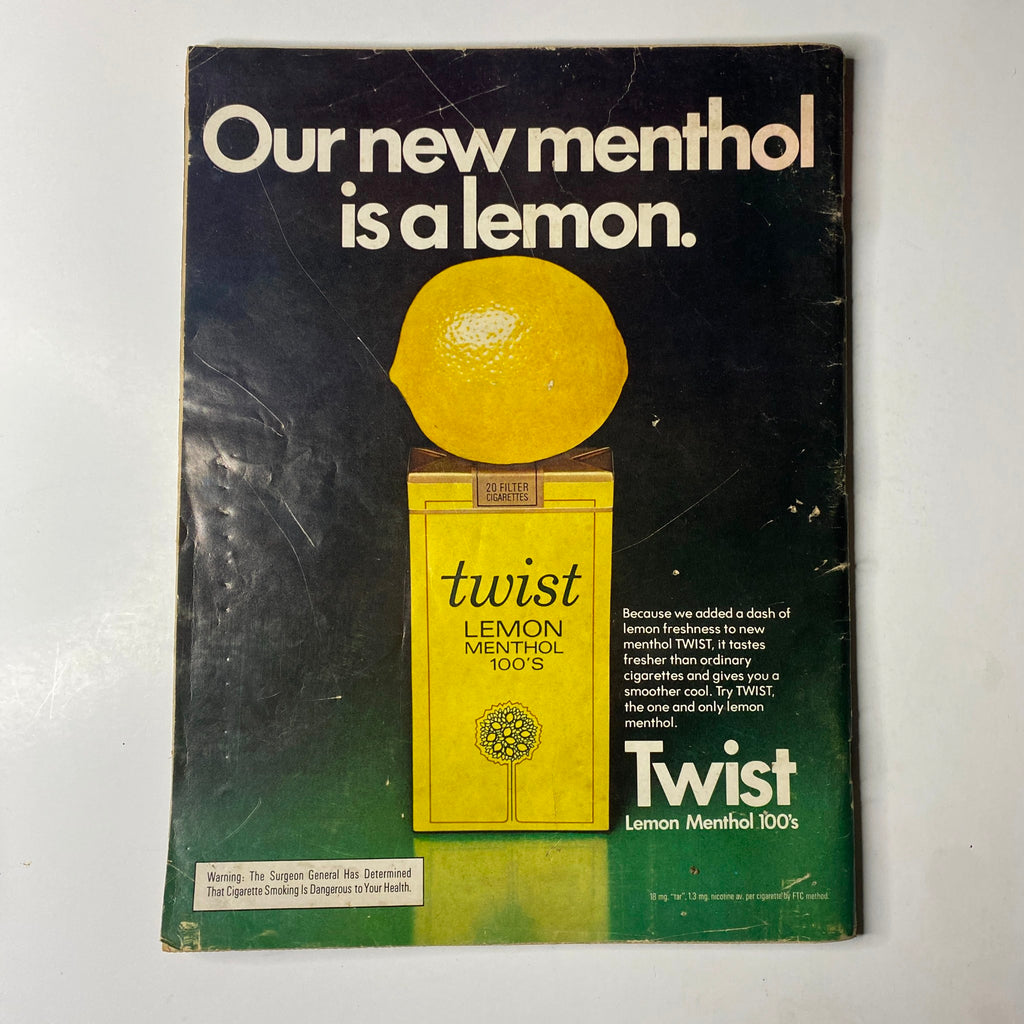 Our new menthol
is a lemon.
20 FILTER
CIGARETTES
twist
LEMON
MENTHOL
100'S
Because we added a dash of
lemon freshness to new
menthol TWIST, it tastes
fresher than ordinary
cigarettes and gives you a
smoother cool. Try TWIST,
the one and only lemon
menthol.
Twist
Lemon Menthol 100's
Warning: The Surgeon General Has Determined
That Cigarette Smoking Is Dangerous to Your Health.
18 mg. "tar", 1.3 mg. nicotine av. per cigarette by FTC method.